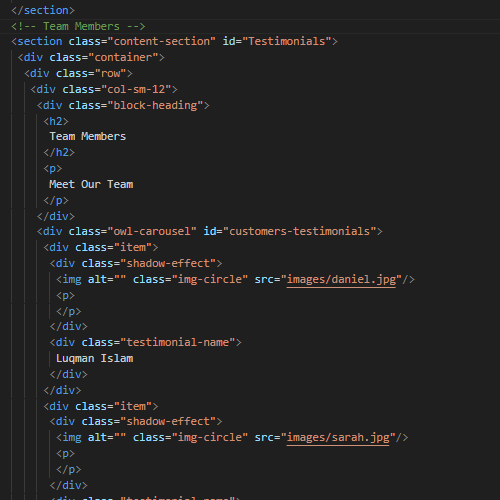 </section>
<!-- Team Members -->
<section class="content-section" id="Testimonials">
<div class="container">
<div class="row">
<div class="col-sm-12">
<div class="block-heading">
<h2>
Team Members
</h2>
<p>
Meet Our Team
</p>
</div>
<div class="owl-carousel" id="customers-testimonials">
<div class="item">
<div class="shadow-effect">
<img alt="" class="img-circle" src="images/daniel.jpg"/>
<p>
</p>
</div>
<div class="testimonial-name">
Luqman Islam
</div>
</div>
<div class="item">
<div class="shadow-effect">
<img alt="" class="img-circle" src="images/sarah.jpg"/>
<p>
</p>
</div>
<div class="testimonial-name">